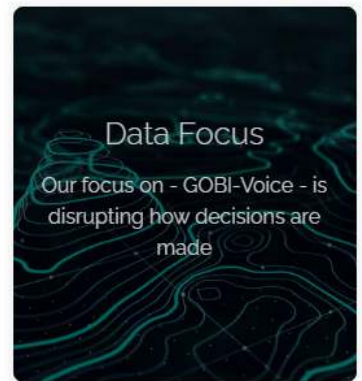 Data Focus
Our focus on - GOBI-Voice - is
disrupting how decisions are
made